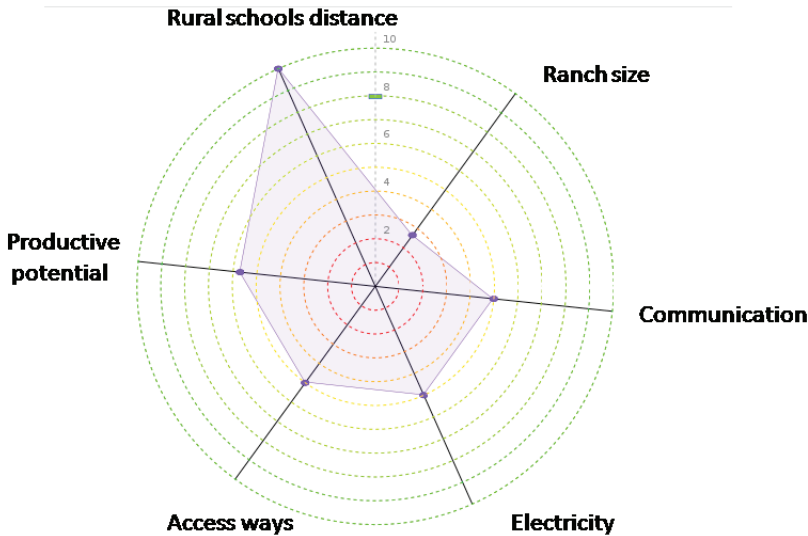 Rural schools distance
10
Ranch size
8
6
4
Productive
potential
2
Communication
Access ways
Electricity